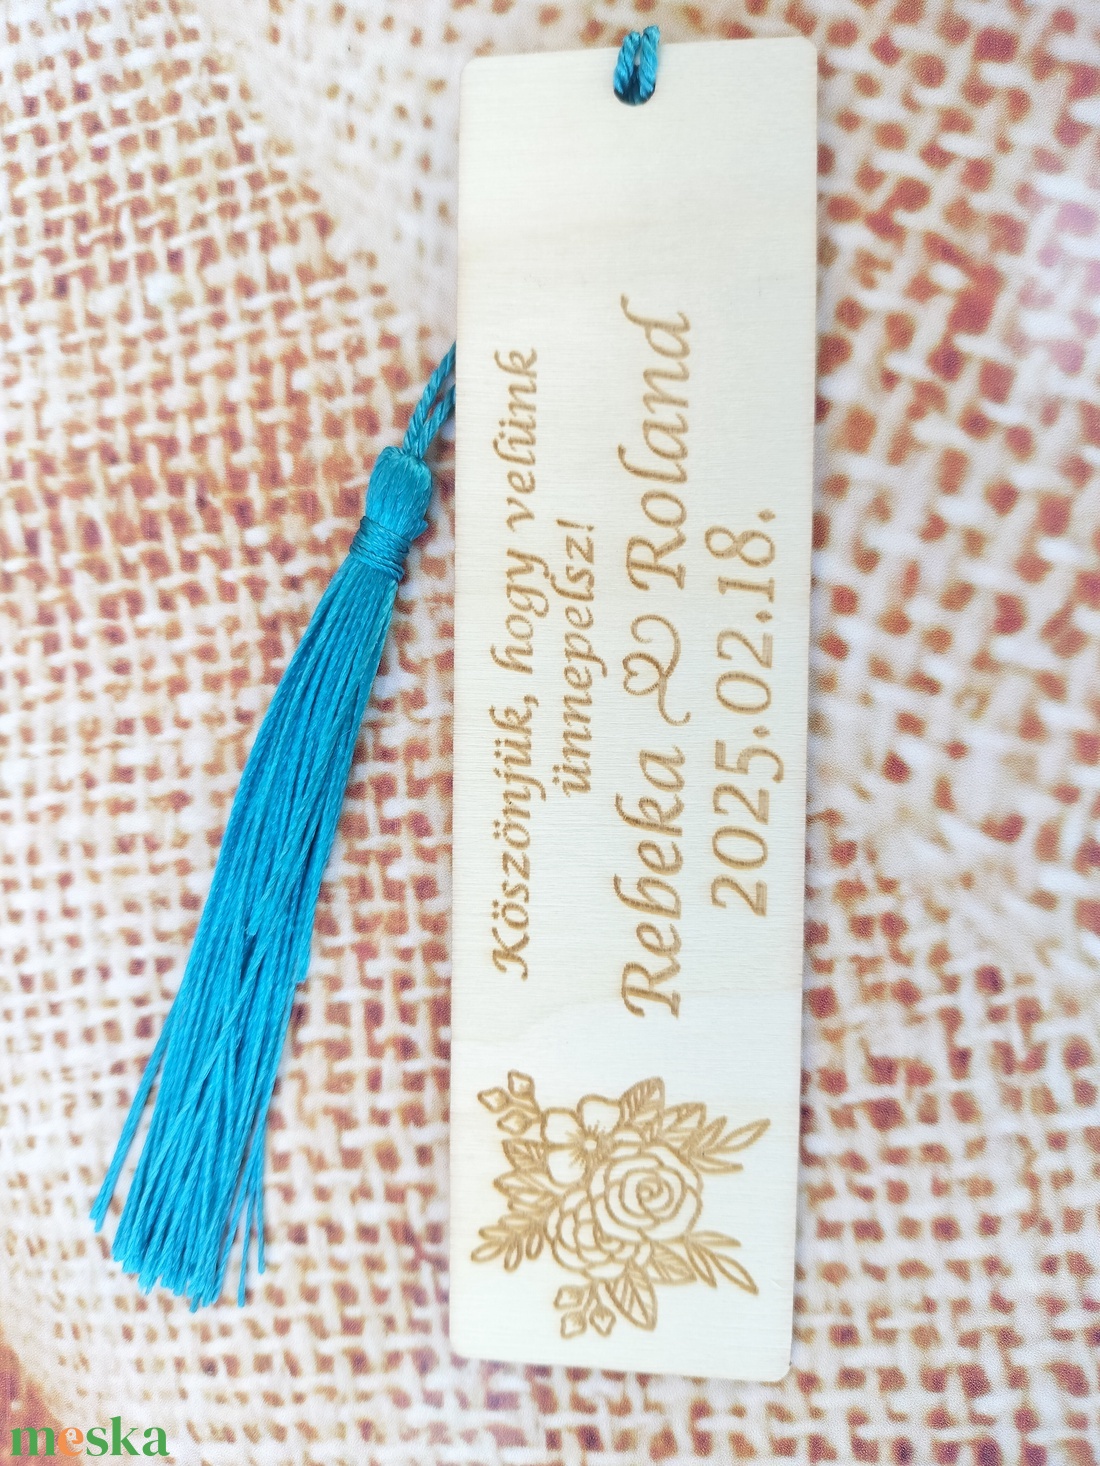 Köszönjük, hogy velünk
ünnepelsz!
Rebeka Roland
2025.02.18.
meska